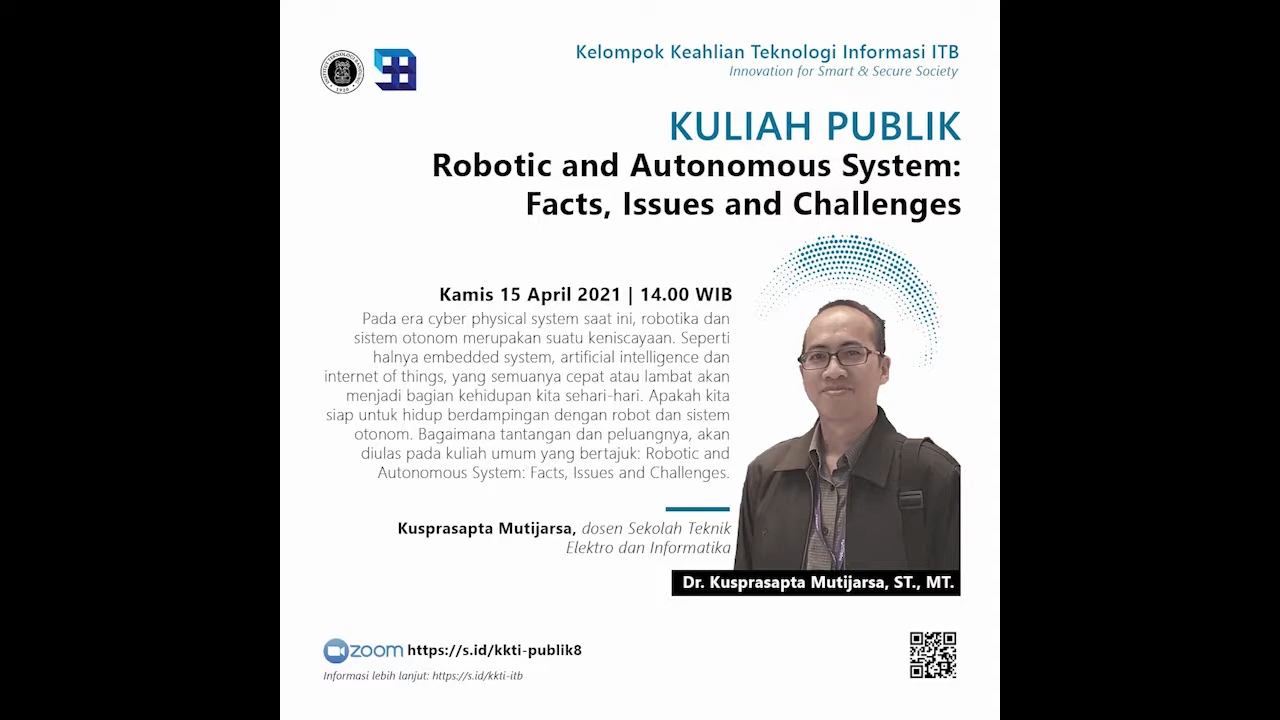 Kelompok Keahlian Teknologi Informasi ITB
Innovation for Smart & Secure Society
KULIAH PUBLIK
Robotic and Autonomous System:
Facts, Issues and Challenges
Kamis 15 April 2021 | 14.00 WIB
Pada era cyber physical system saat ini, robotika dan
sistem otonom merupakan suatu keniscayaan. Seperti
halnya embedded system, artificial intelligence dan
internet of things, yang semuanya cepat atau lambat akan
menjadi bagian kehidupan kita sehari-hari. Apakah kita
siap untuk hidup berdampingan dengan robot dan sistem
otonom. Bagaimana tantangan dan peluangnya, akan
diulas pada kuliah umum yang bertajuk: Robotic and
Autonomous System: Facts, Issues and Challenges.
Kusprasapta Mutijarsa, dosen Sekolah Teknik
Elektro dan Informatika
Dr. Kusprasapta Mutijarsa, ST., MT.
zoom https://s.id/kkti-publik8
Informasi lebih lanjut: https://s.id/kkti-itb